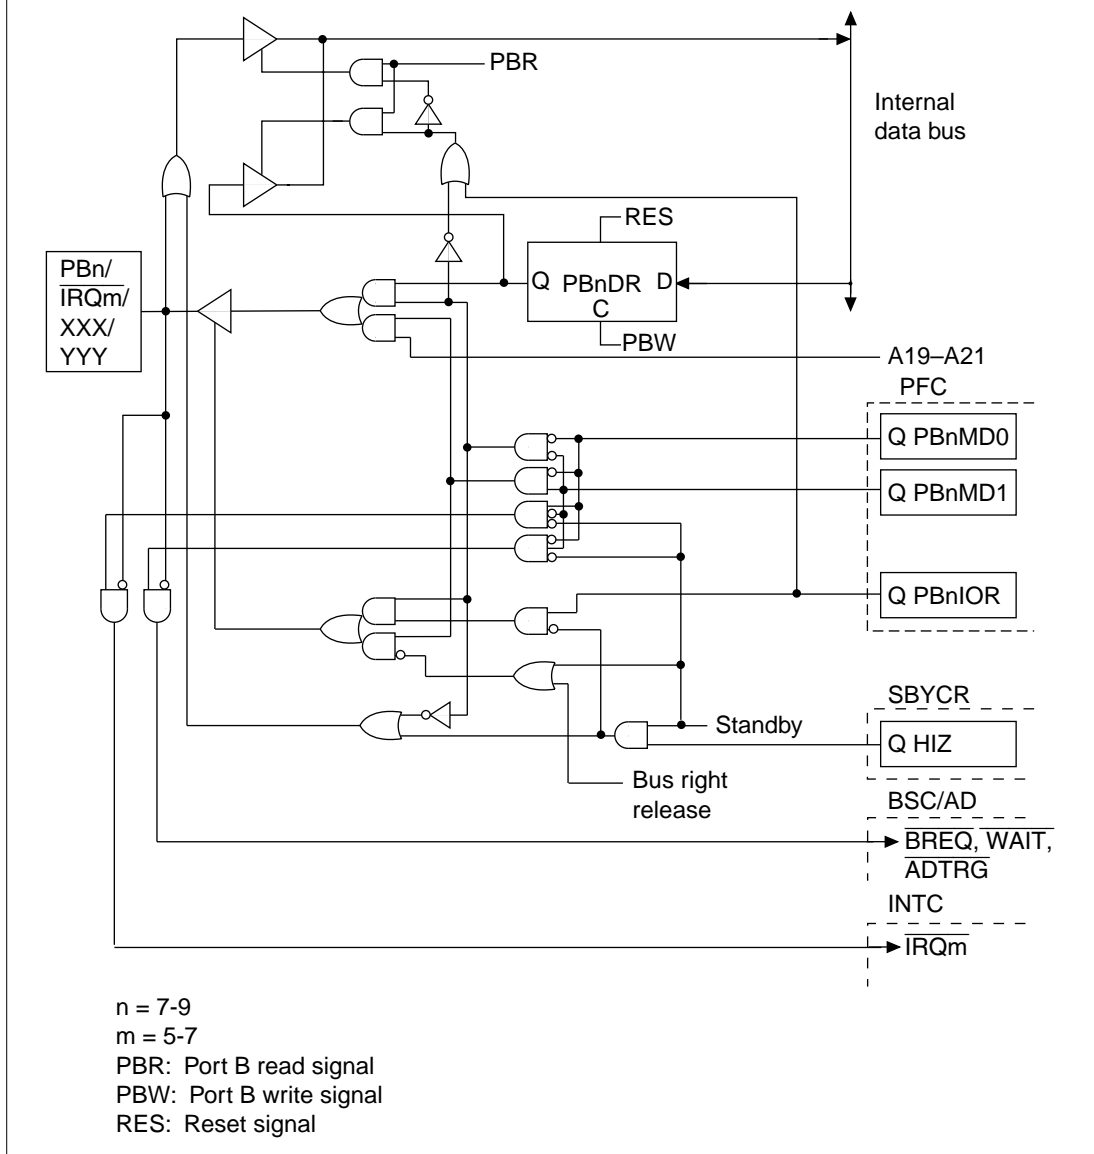 PBR
Internal
data bus
RES
PBn/
IRQm/
XXX/
YYY
Q PBnDR D
C
PBW
A19–A21
PFC
Q PBnMD0
Q PBnMD1
Q PBnIOR
SBYCR
Standby
Q HIZ
Bus right
release
BSC/AD
BREQ, WAIT,
ADTRG
INTC
IRQm
n = 7-9
m = 5-7
PBR: Port B read signal
PBW: Port B write signal
RES: Reset signal